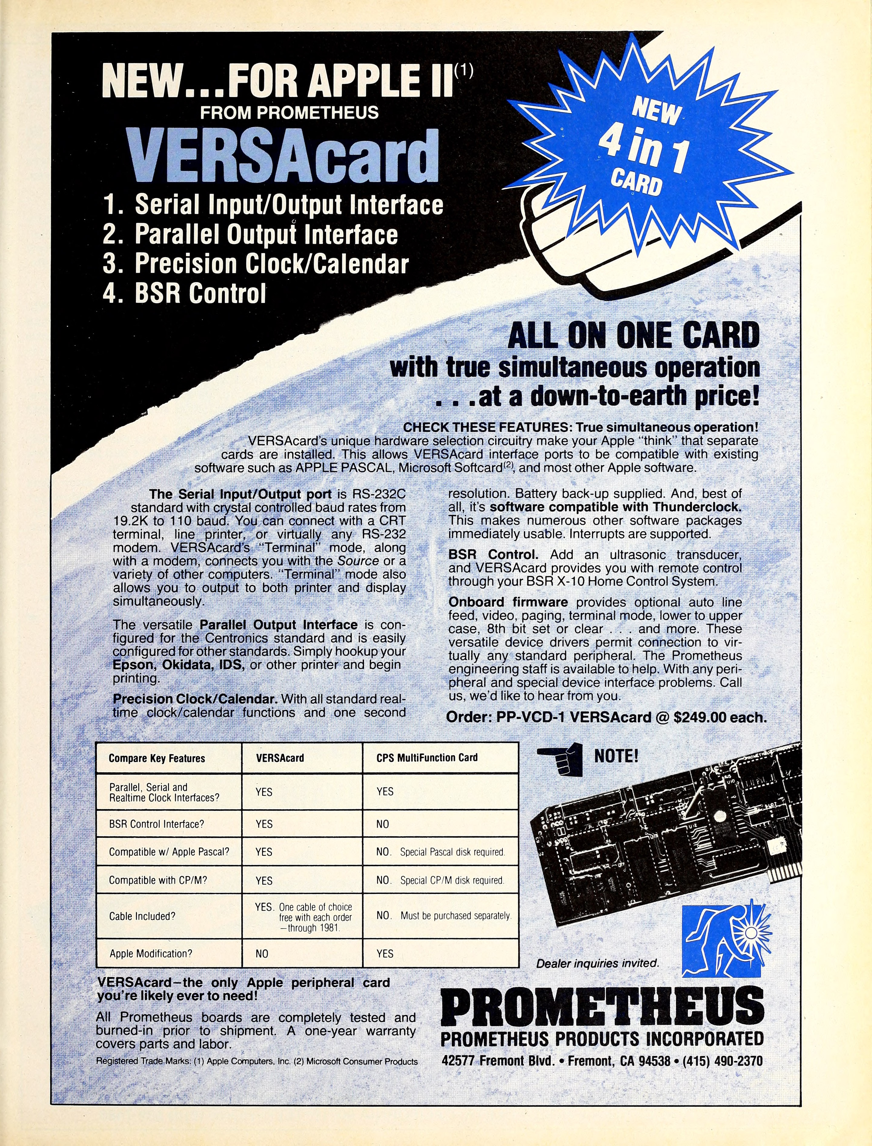 NEW...FOR APPLE II(1)
FROM PROMETHEUS
VERSAcard
1. Serial Input/Output Interface
2. Parallel Output Interface
3. Precision Clock/Calendar
4. BSR Control
NEW
4 in 1
CARD
ALL ON ONE CARD
with true simultaneous operation
. . .at a down-to-earth price!
CHECK THESE FEATURES: True simultaneous operation!
VERSAcard's unique hardware selection circuitry make your Apple "think" that separate
cards are installed. This allows VERSAcard interface ports to be compatible with existing
software such as APPLE PASCAL, Microsoft Softcard(2), and most other Apple software.
The Serial Input/Output port is RS-232C
standard with crystal controlled baud rates from
19.2K to 110 baud. You can connect with a CRT
terminal, line printer, or virtually any RS-232
modem. VERSAcard's "Terminal" mode, along
with a modem, connects you with the Source or a
variety of other computers. "Terminal" mode also
allows you to output to both printer and display
simultaneously.
The versatile Parallel Output Interface is con-
figured for the Centronics standard and is easily
configured for other standards. Simply hookup your
Epson, Okidata, IDS, or other printer and begin
printing.
Precision Clock/Calendar. With all standard real-
time clock/calendar functions and one second
resolution. Battery back-up supplied. And, best of
all, it's software compatible with Thunderclock.
This makes numerous other software packages
immediately usable. Interrupts are supported.
BSR Control. Add an ultrasonic transducer,
and VERSAcard provides you with remote control
through your BSR X-10 Home Control System.
Onboard firmware provides optional auto line
feed, video, paging, terminal mode, lower to upper
case, 8th bit set or clear . . . and more. These
versatile device drivers permit connection to vir-
tually any standard peripheral. The Prometheus
engineering staff is available to help. With any peri-
pheral and special device interface problems. Call
us, we'd like to hear from you.
Order: PP-VCD-1 VERSAcard @ $249.00 each.
Compare Key Features VERSAcard CPS MultiFunction Card
Parallel, Serial and
Realtime Clock Interfaces? YES YES
BSR Control Interface? YES NO
Compatible w/ Apple Pascal? YES NO. Special Pascal disk required.
Compatible with CP/M? YES NO. Special CP/M disk required.
Cable Included? YES. One cable of choice
free with each order
—through 1981. NO. Must be purchased separately.
Apple Modification? NO YES
NOTE!
Dealer inquiries invited.
VERSAcard—the only Apple peripheral card
you're likely ever to need!
All Prometheus boards are completely tested and
burned-in prior to shipment. A one-year warranty
covers parts and labor.
Registered Trade Marks: (1) Apple Computers, Inc. (2) Microsoft Consumer Products
PROMETHEUS
PROMETHEUS PRODUCTS INCORPORATED
42577 Fremont Blvd. • Fremont, CA 94538 • (415) 490-2370